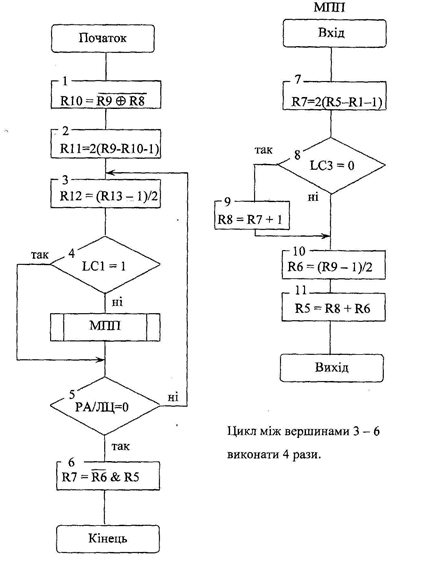 Початок
1
R10 = \overline{R9 ⊕ R8}
2
R11=2(R9-R10-1)
3
R12 = (R13 – 1)/2
4
так
LC1 = 1
ні
МПП
5
ні
РА/ЛЦ=0
так
6
R7 = \overline{R6} & R5
Кінець
МПП
Вхід
7
R7=2(R5–R1–1)
так
8
LC3 = 0
ні
9
R8 = R7 + 1
10
R6 = (R9 – 1)/2
11
R5 = R8 + R6
Вихід
Цикл між вершинами 3 – 6
виконати 4 рази.